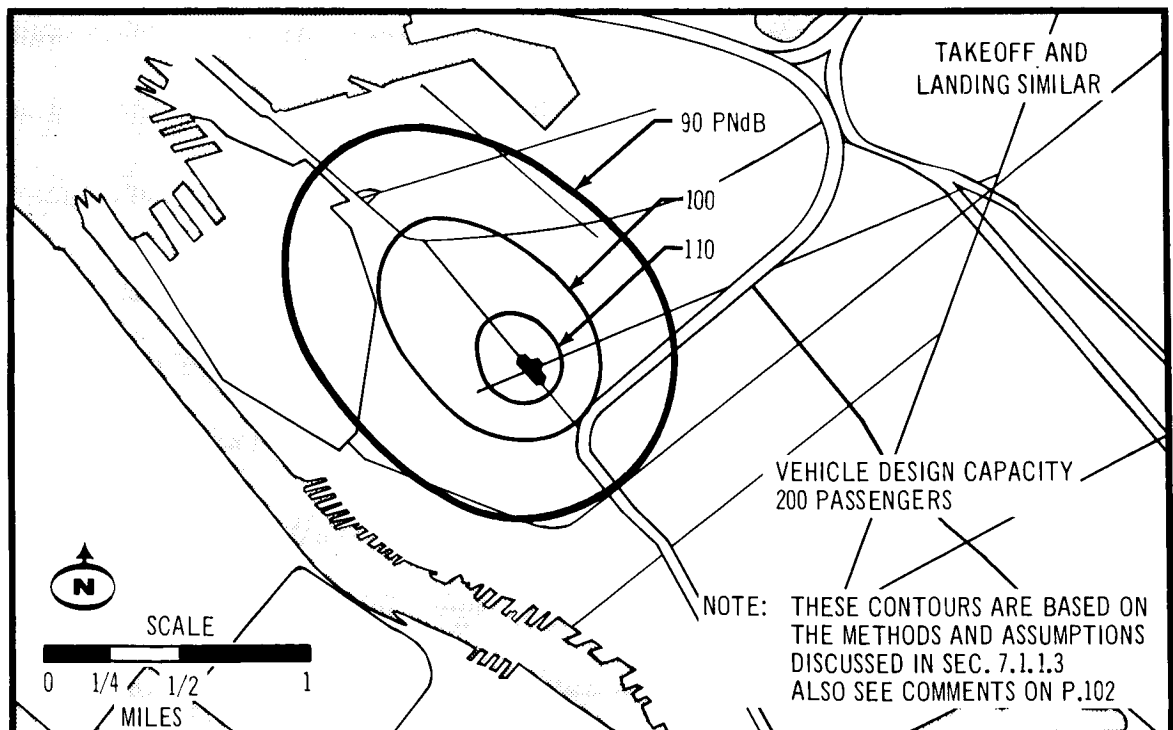 TAKEOFF AND
LANDING SIMILAR
90 PNdB
100
110
VEHICLE DESIGN CAPACITY
200 PASSENGERS
N
SCALE
0 1/4 1/2 1
MILES
NOTE: THESE CONTOURS ARE BASED ON
THE METHODS AND ASSUMPTIONS
DISCUSSED IN SEC. 7.1.1.3
ALSO SEE COMMENTS ON P.102